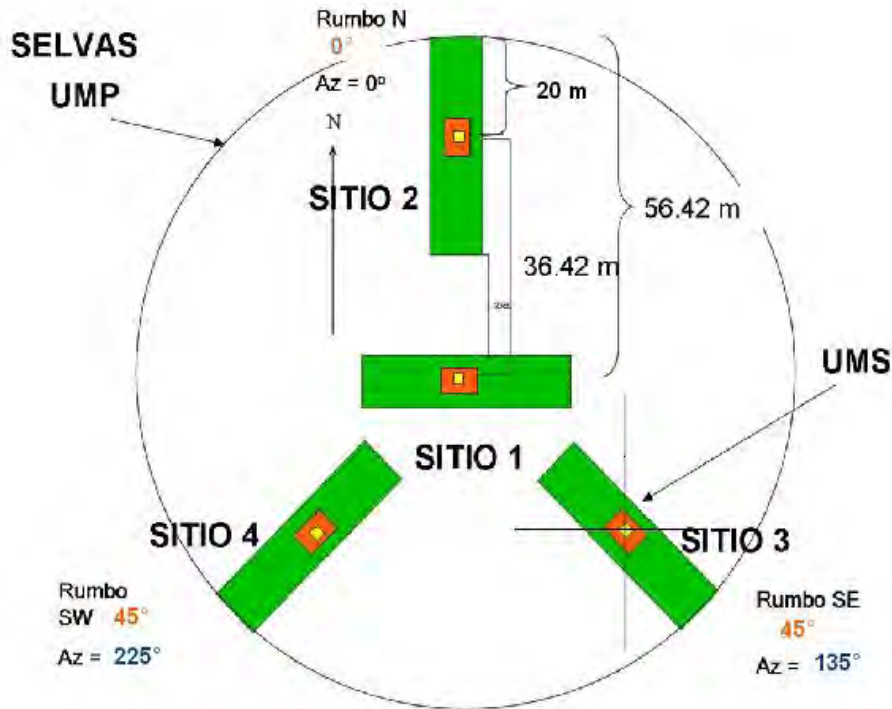 SELVAS
UMP
Rumbo N
0°
Az = 0º
N
20 m
SITIO 2
56.42 m
36.42 m
UMS
SITIO 1
SITIO 4
SITIO 3
Rumbo
SW 45°
Az = 225°
Rumbo SE
45°
Az = 135°